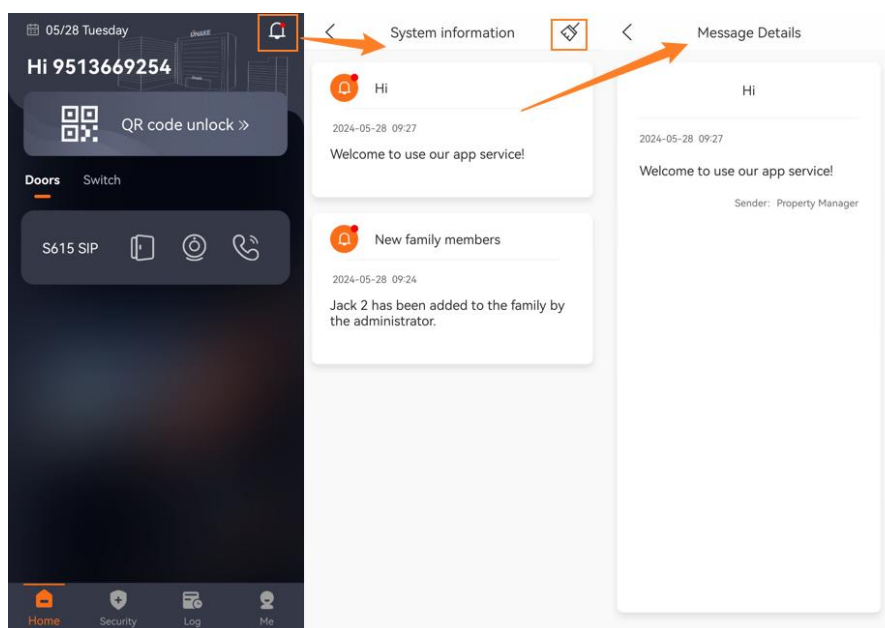 05/28 Tuesday
Hi 9513669254
QR code unlock »
Doors Switch
S615 SIP
Home Security Log Me
System information
Hi
2024-05-28 09:27
Welcome to use our app service!
New family members
2024-05-28 09:24
Jack 2 has been added to the family by
the administrator.
Message Details
Hi
2024-05-28 09:27
Welcome to use our app service!
Sender: Property Manager